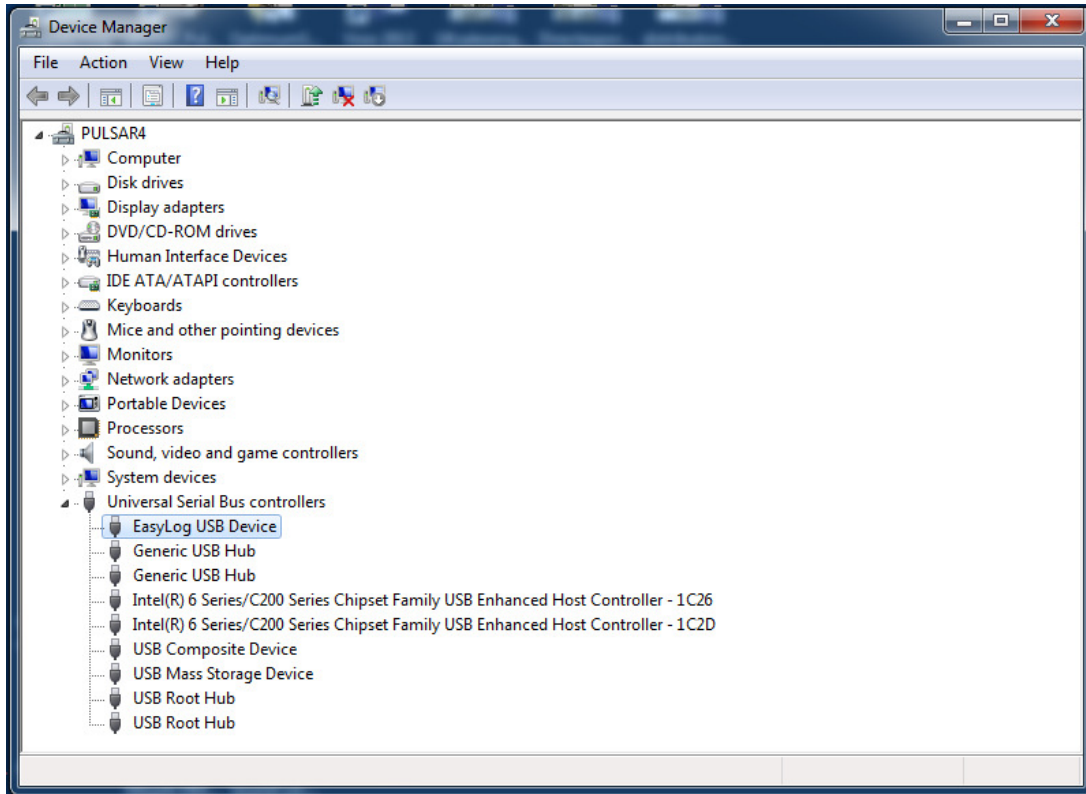 Device Manager
File Action View Help
PULSAR4
Computer
Disk drives
Display adapters
DVD/CD-ROM drives
Human Interface Devices
IDE ATA/ATAPI controllers
Keyboards
Mice and other pointing devices
Monitors
Network adapters
Portable Devices
Processors
Sound, video and game controllers
System devices
Universal Serial Bus controllers
EasyLog USB Device
Generic USB Hub
Generic USB Hub
Intel(R) 6 Series/C200 Series Chipset Family USB Enhanced Host Controller - 1C26
Intel(R) 6 Series/C200 Series Chipset Family USB Enhanced Host Controller - 1C2D
USB Composite Device
USB Mass Storage Device
USB Root Hub
USB Root Hub